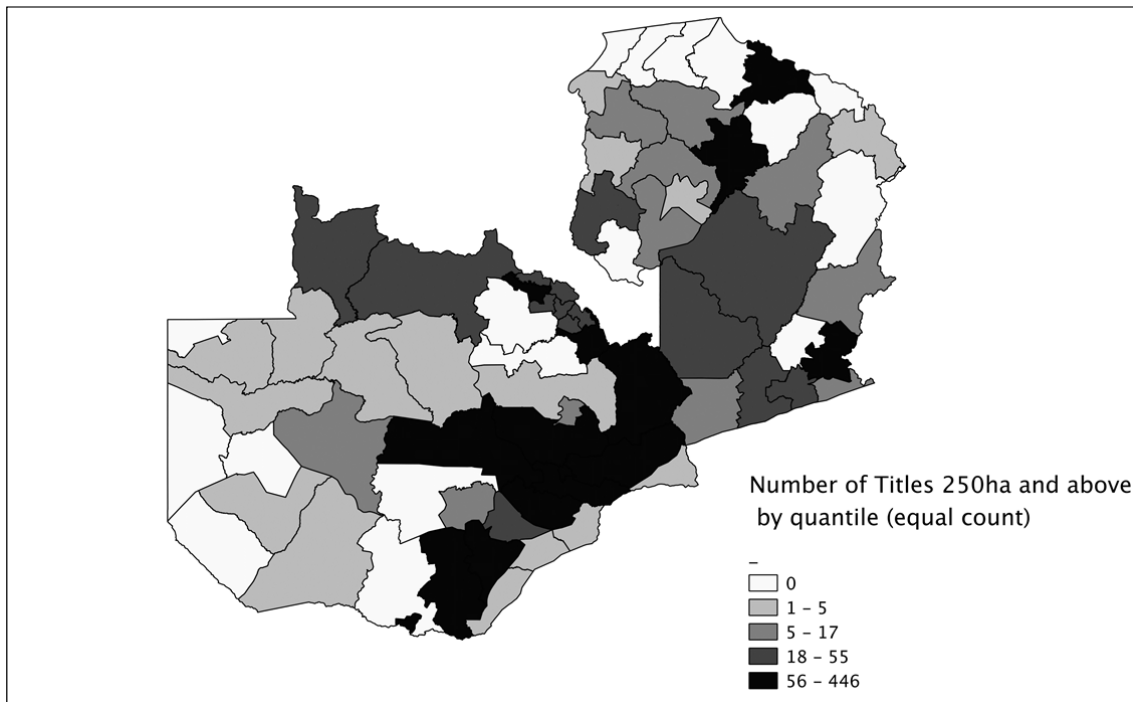 Number of Titles 250ha and above
by quantile (equal count)
–
0
1 – 5
5 – 17
18 – 55
56 – 446